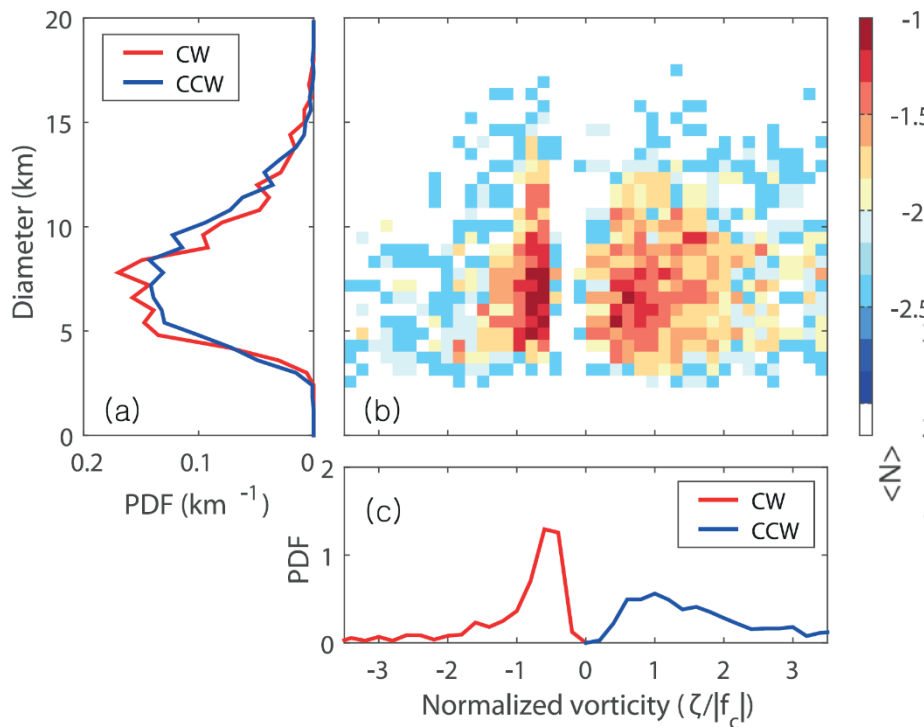 20
15
10
5
0
Diameter (km)
CW
CCW
(a)
0.2
0.1
0
PDF (km -1)
(b)
-1
-1.5
-2
-2.5
<N>
2
1
0
PDF
(c)
CW
CCW
-3
-2
-1
0
1
2
3
Normalized vorticity (ζ/|fc|)